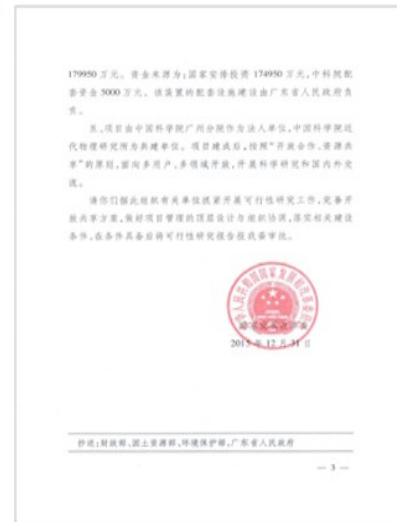 179950 万元。资金来源为:国家安排投资 174950 万元,中科院配
套资金 5000 万元。该装置的配套设施建设由广东省人民政府负
责。
五、项目由中国科学院广州分院作为法人单位,中国科学院近
代物理研究所为共建单位。项目建成后,按照“开放合作、资源共
享”的原则,面向多用户、多领域开放,开展科学研究和国内外交
流。
请你们据此组织有关单位抓紧开展可行性研究工作,完善开
放共享方案,做好项目管理的顶层设计与组织协调,落实相关建设
条件,在条件具备后将可行性研究报告报我委审批。
中华人民共和国国家发展和改革委员会
2015 年 12 月 31 日
抄送:财政部、国土资源部、环境保护部,广东省人民政府
— 3 —